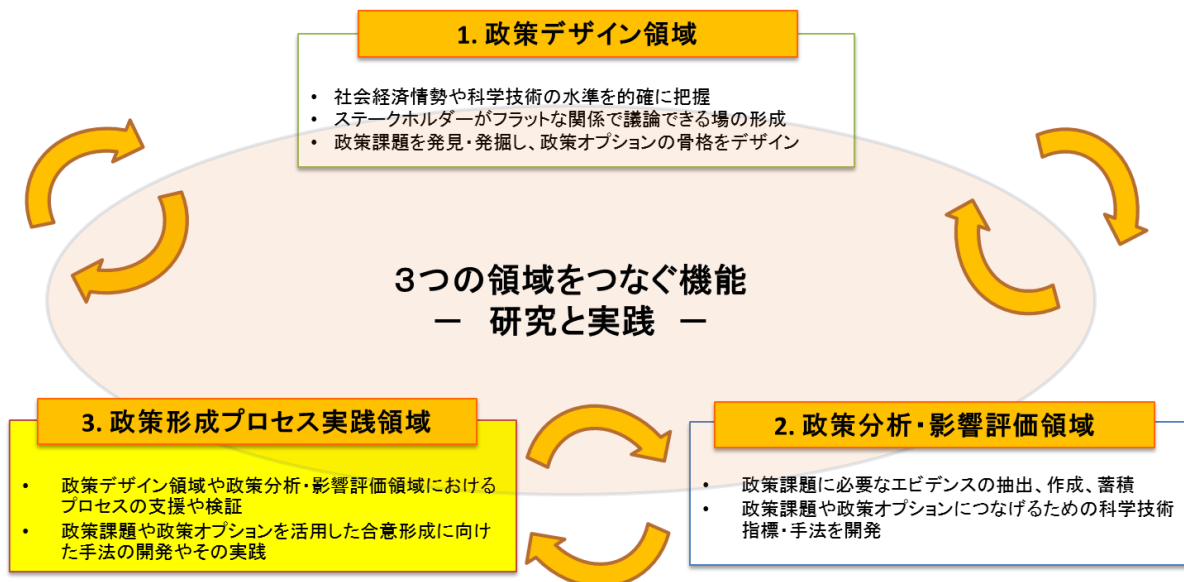 1. 政策デザイン領域
• 社会経済情勢や科学技術の水準を的確に把握
• ステークホルダーがフラットな関係で議論できる場の形成
• 政策課題を発見・発掘し、政策オプションの骨格をデザイン
３つの領域をつなぐ機能
－ 研究と実践 －
3. 政策形成プロセス実践領域
• 政策デザイン領域や政策分析・影響評価領域における
プロセスの支援や検証
• 政策課題や政策オプションを活用した合意形成に向け
た手法の開発やその実践
2. 政策分析・影響評価領域
• 政策課題に必要なエビデンスの抽出、作成、蓄積
• 政策課題や政策オプションにつなげるための科学技術
指標・手法を開発